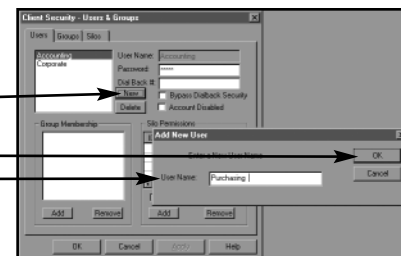 Client Security - Users & Groups
Users Groups Silos
Accounting
Corporate
User Name: Accounting
Password: *****
Dial Back #:
New
Bypass Dialback Security
Delete
Account Disabled
Group Membership:
Silo Permissions
Add Remove
Add Remove
OK Cancel Apply Help
Add New User
Enter a New User Name
User Name: Purchasing
OK
Cancel